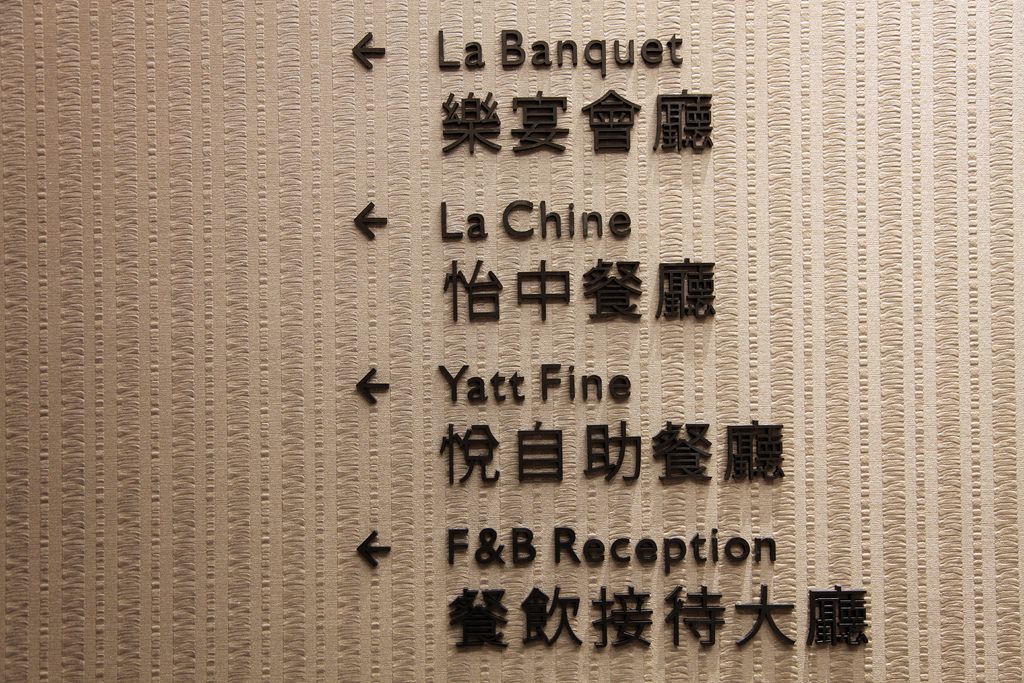 ← La Banquet
樂宴會廳
← La Chine
怡中餐廳
← Yatt Fine
悅自助餐廳
← F&B Reception
餐飲接待大廳